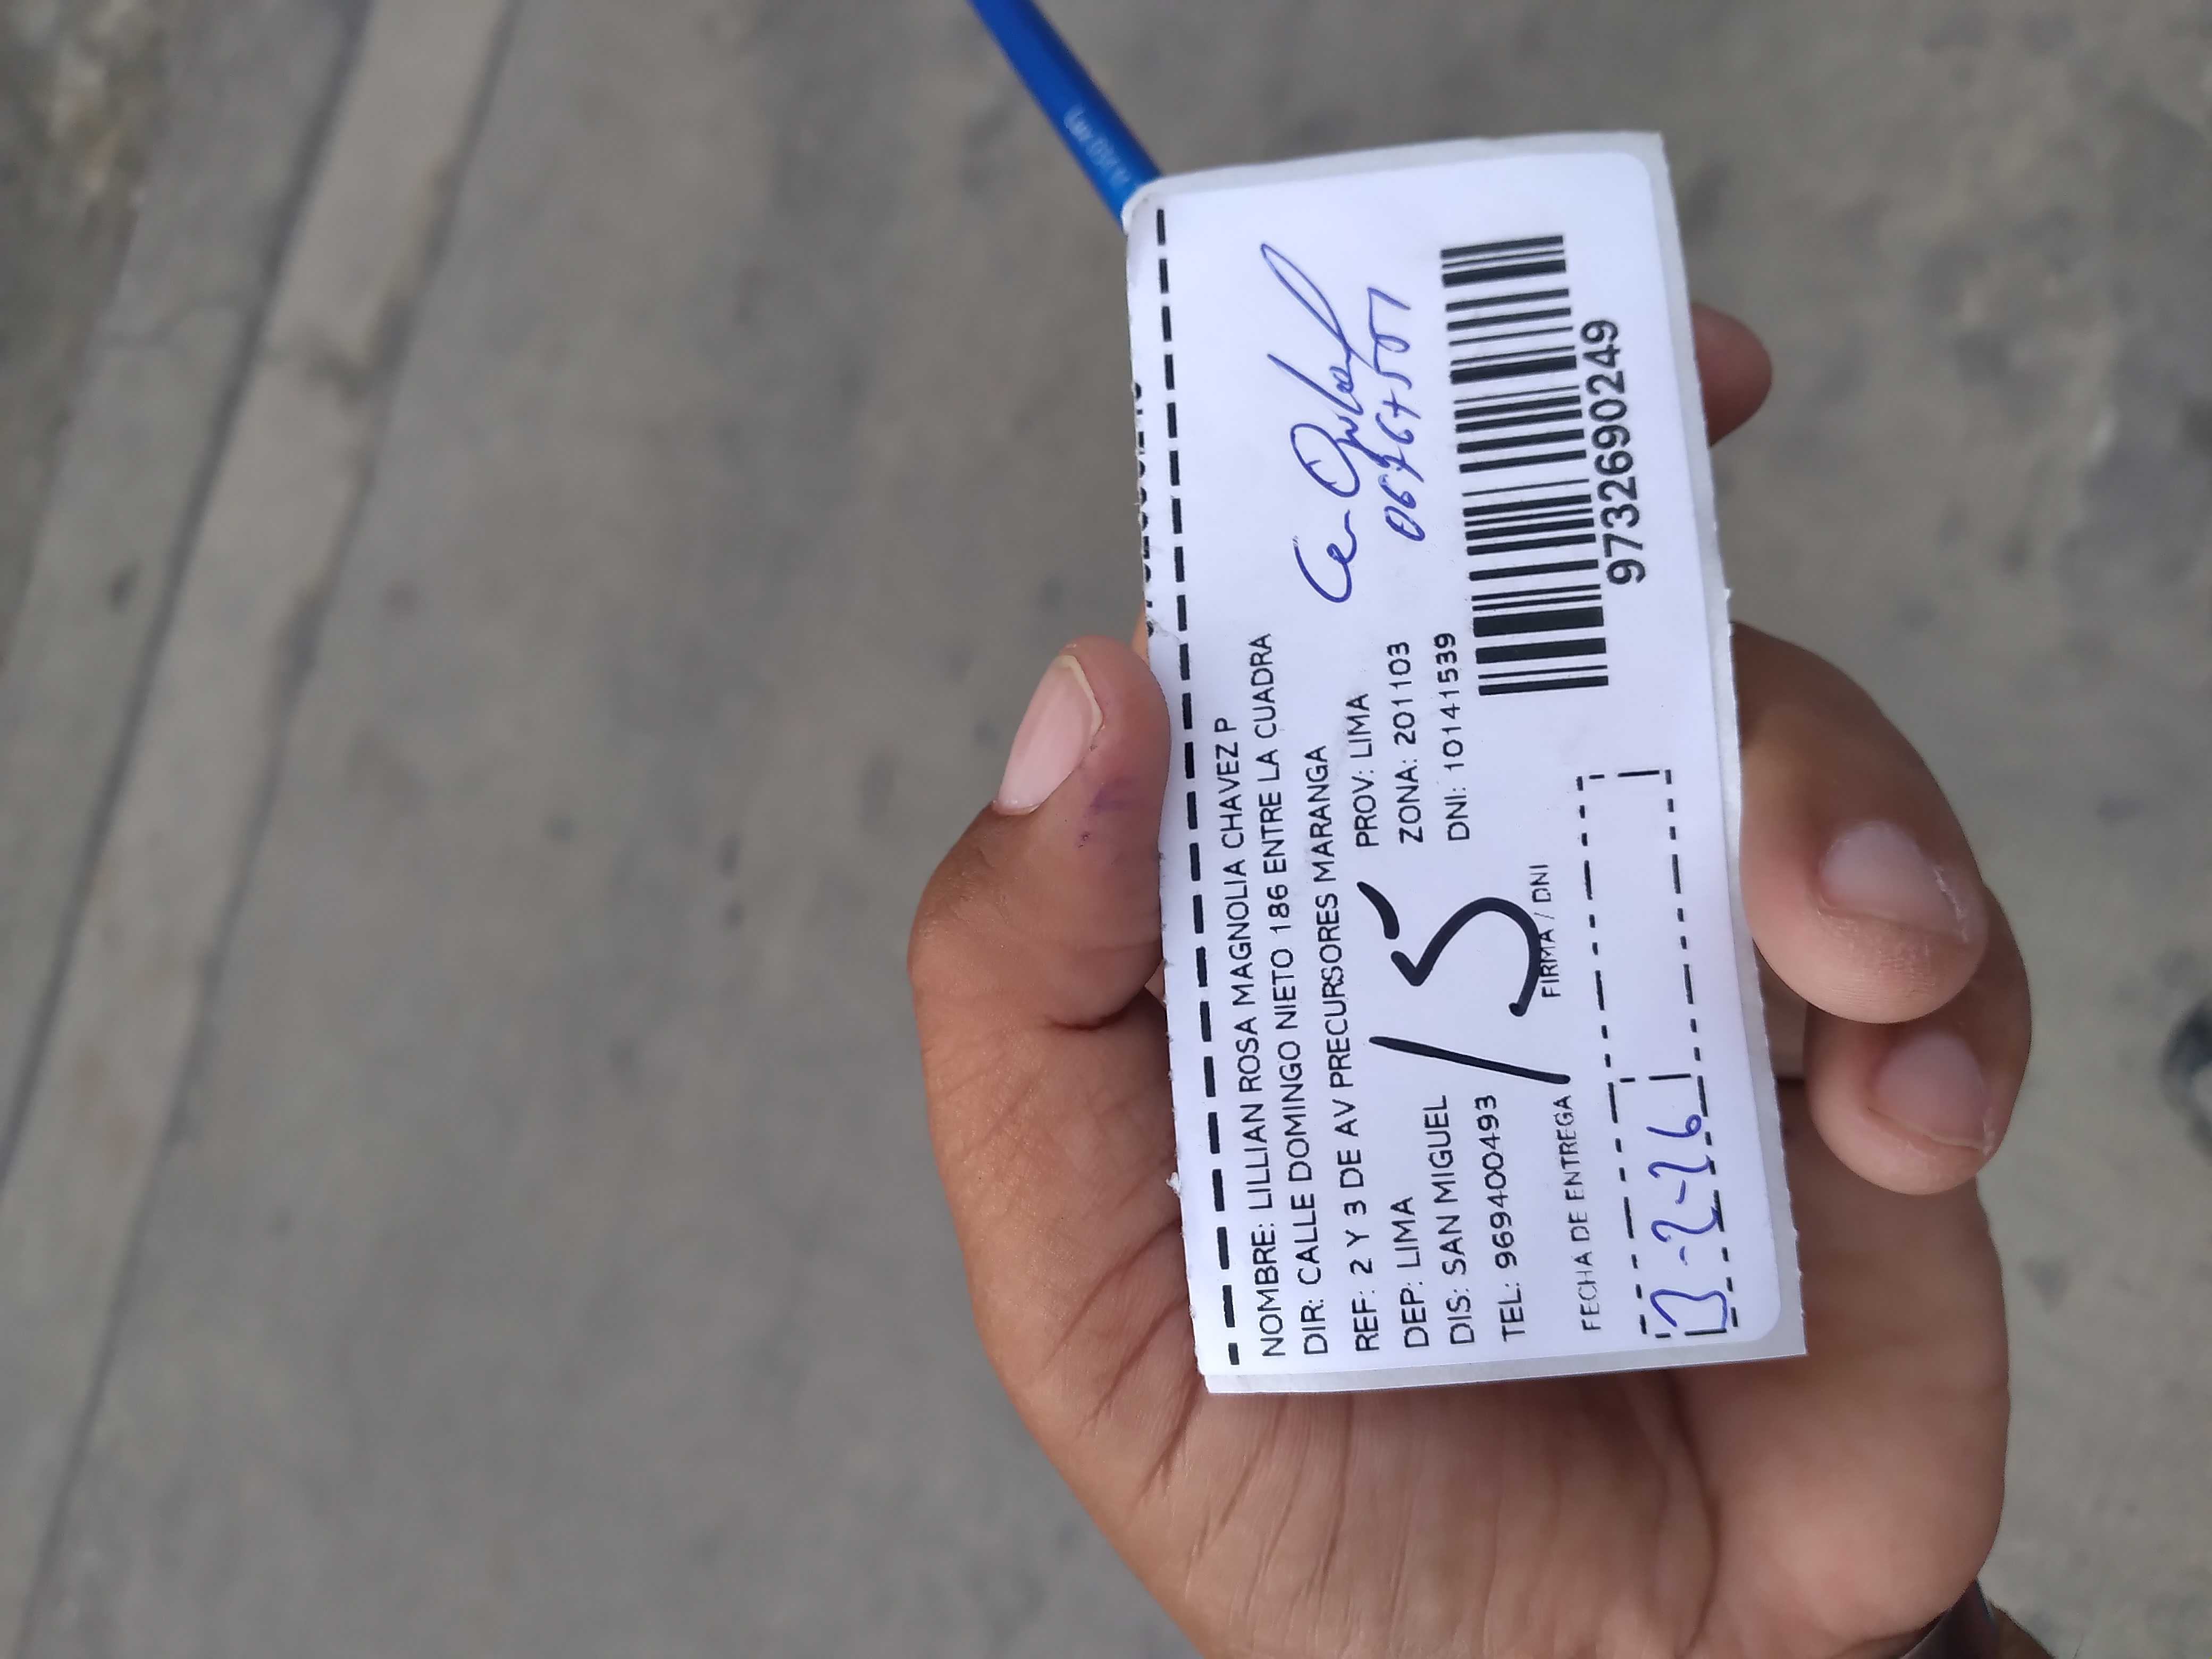 NOMBRE: LILLIAN ROSA MAGNOLIA CHAVEZ P
DIR: CALLE DOMINGO NIETO 186 ENTRE LA CUADRA
REF: 2 Y 3 DE AV PRECURSORES MARANGA
DEP: LIMA PROV: LIMA
DIS: SAN MIGUEL ZONA: 201103
TEL: 969400493 DNI: 10141539
15
FECHA DE ENTREGA FIRMA / DNI
3-2-26
9732690249